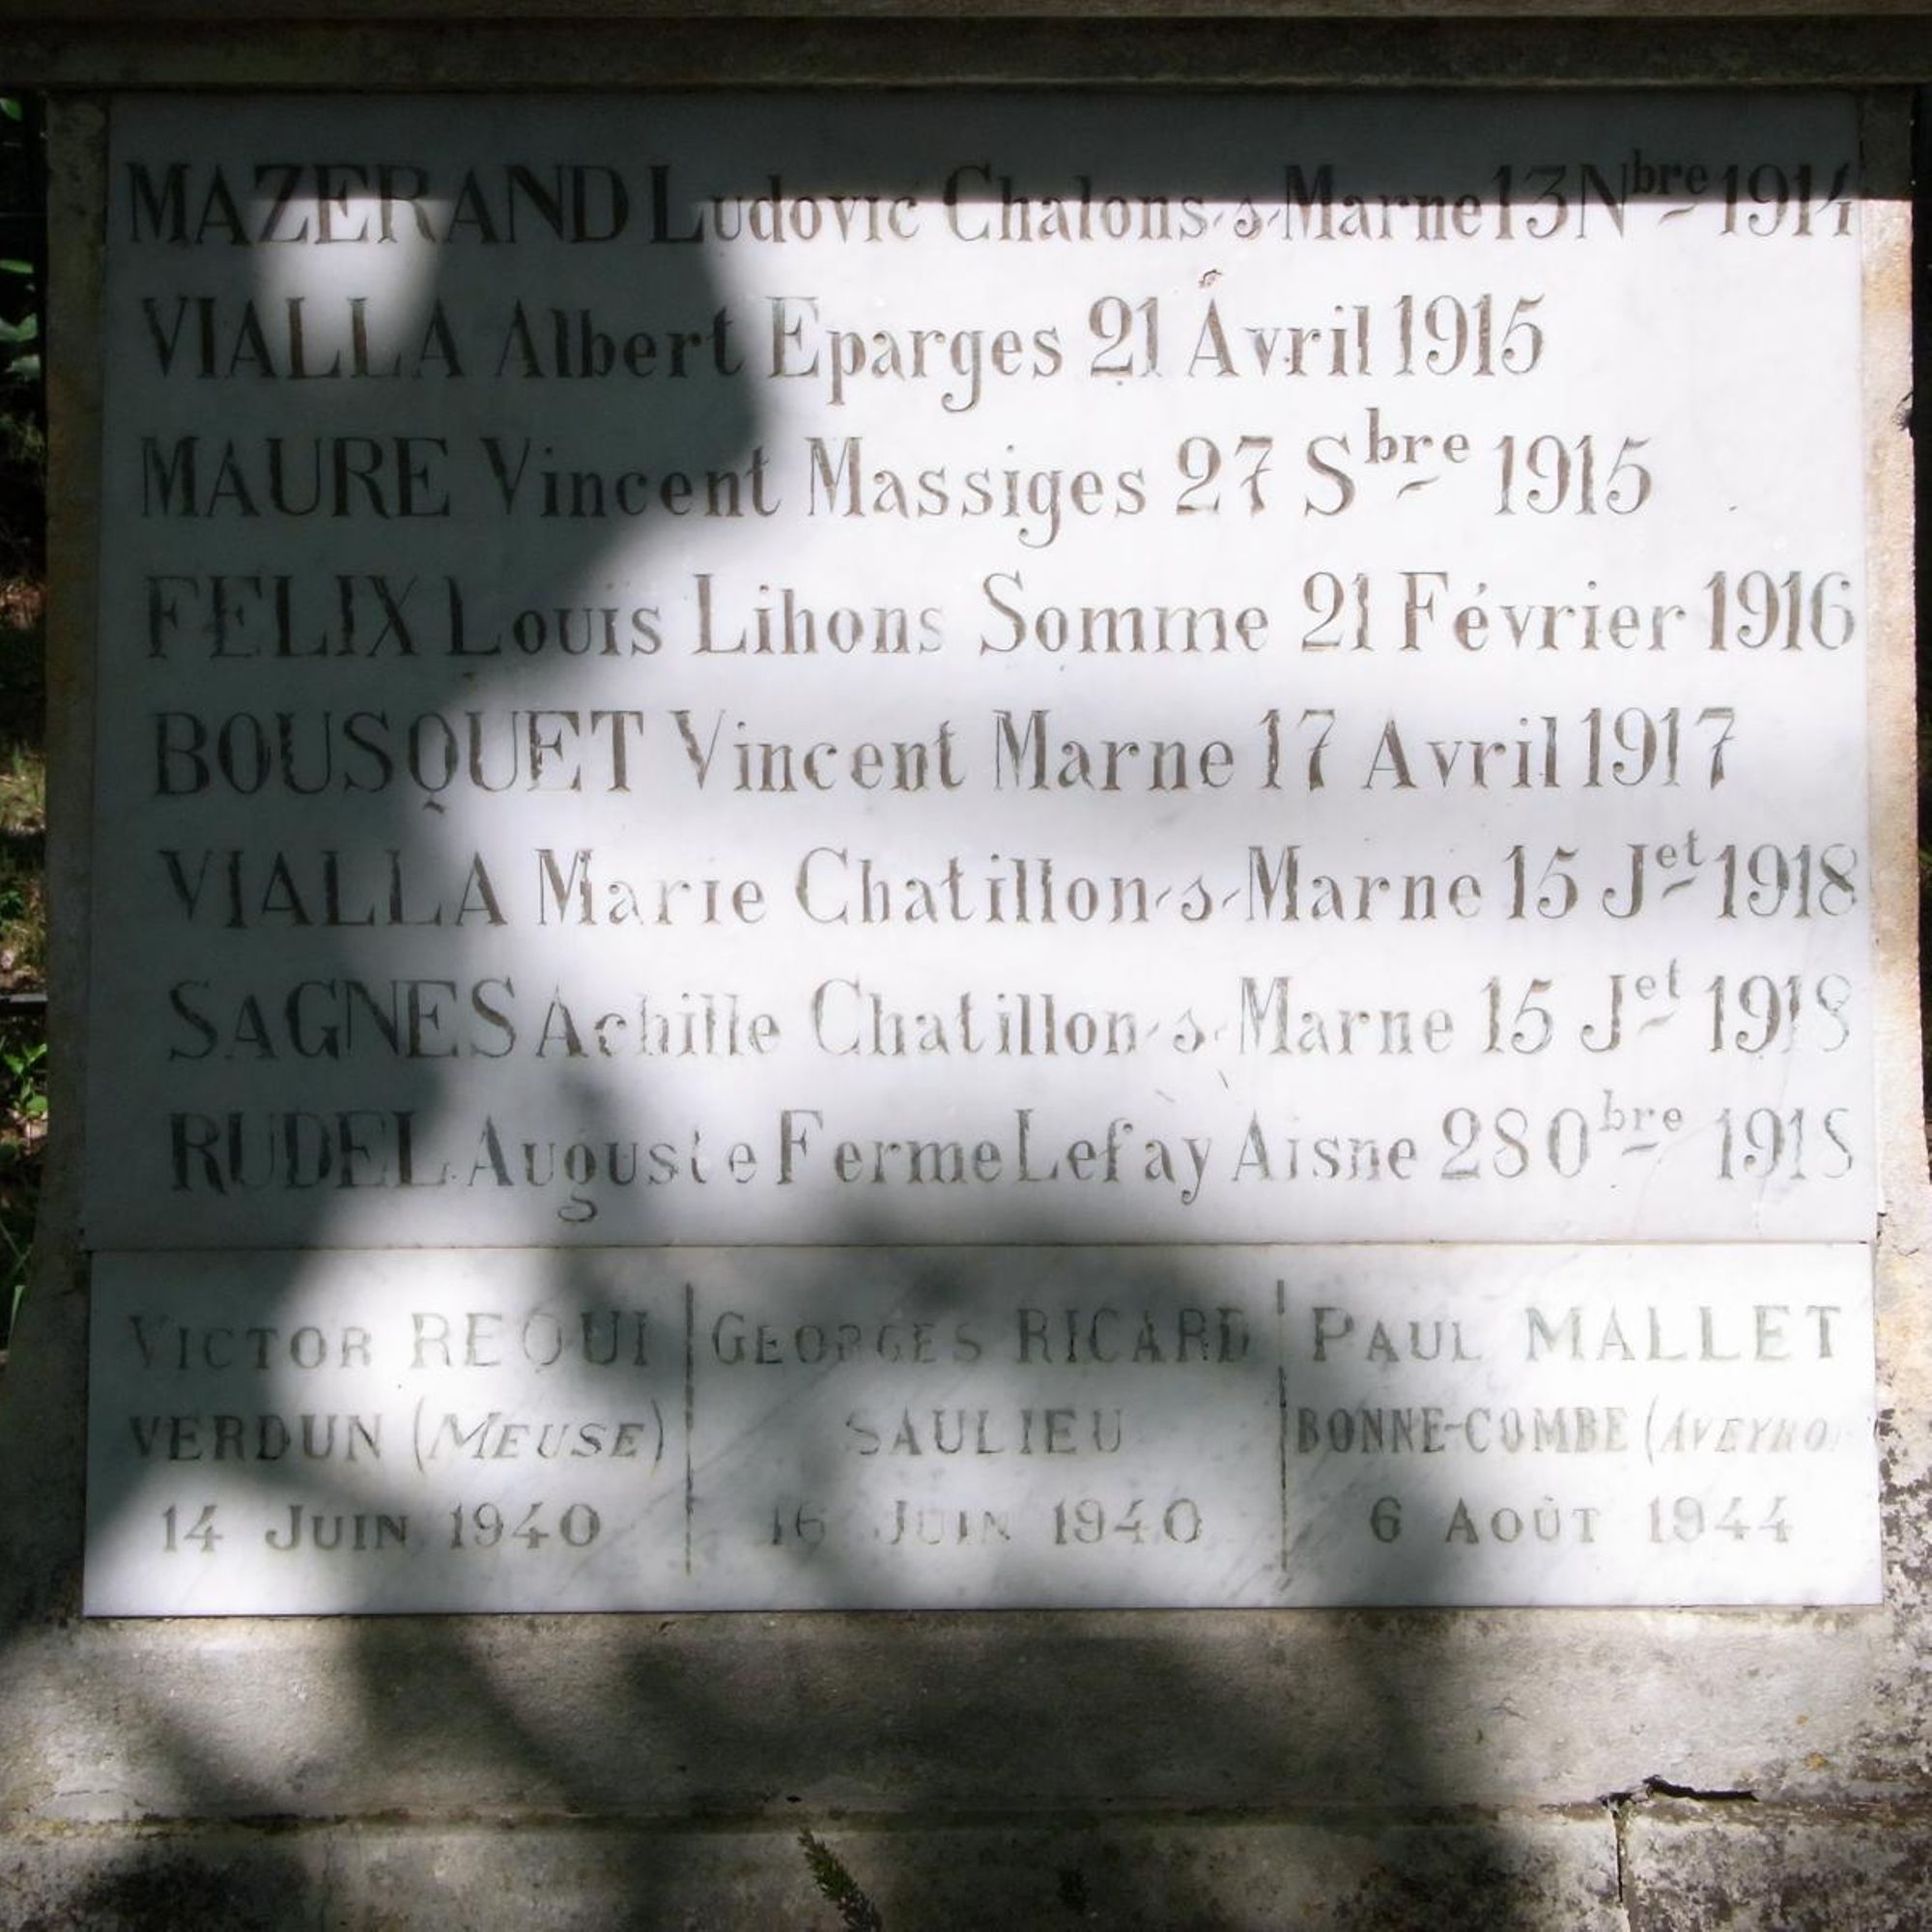 MAZERAND Ludovic Chalons-s-Marne 13 Nbre 1914
VIALLA Albert Eparges 21 Avril 1915
MAURE Vincent Massiges 27 Sbre 1915
FELIX Louis Lihons Somme 21 Février 1916
BOUSQUET Vincent Marne 17 Avril 1917
VIALLA Marie Chatillon-s-Marne 15 Jet 1918
SAGNES Achille Chatillon-s-Marne 15 Jet 1918
RUDEL Auguste Ferme Lefay Aisne 28 Obre 1918
VICTOR REQUI
VERDUN (MEUSE)
14 JUIN 1940
GEORGES RICARD
SAULIEU
16 JUIN 1940
PAUL MALLET
BONNE-COMBE (AVEYRON)
6 AOÛT 1944